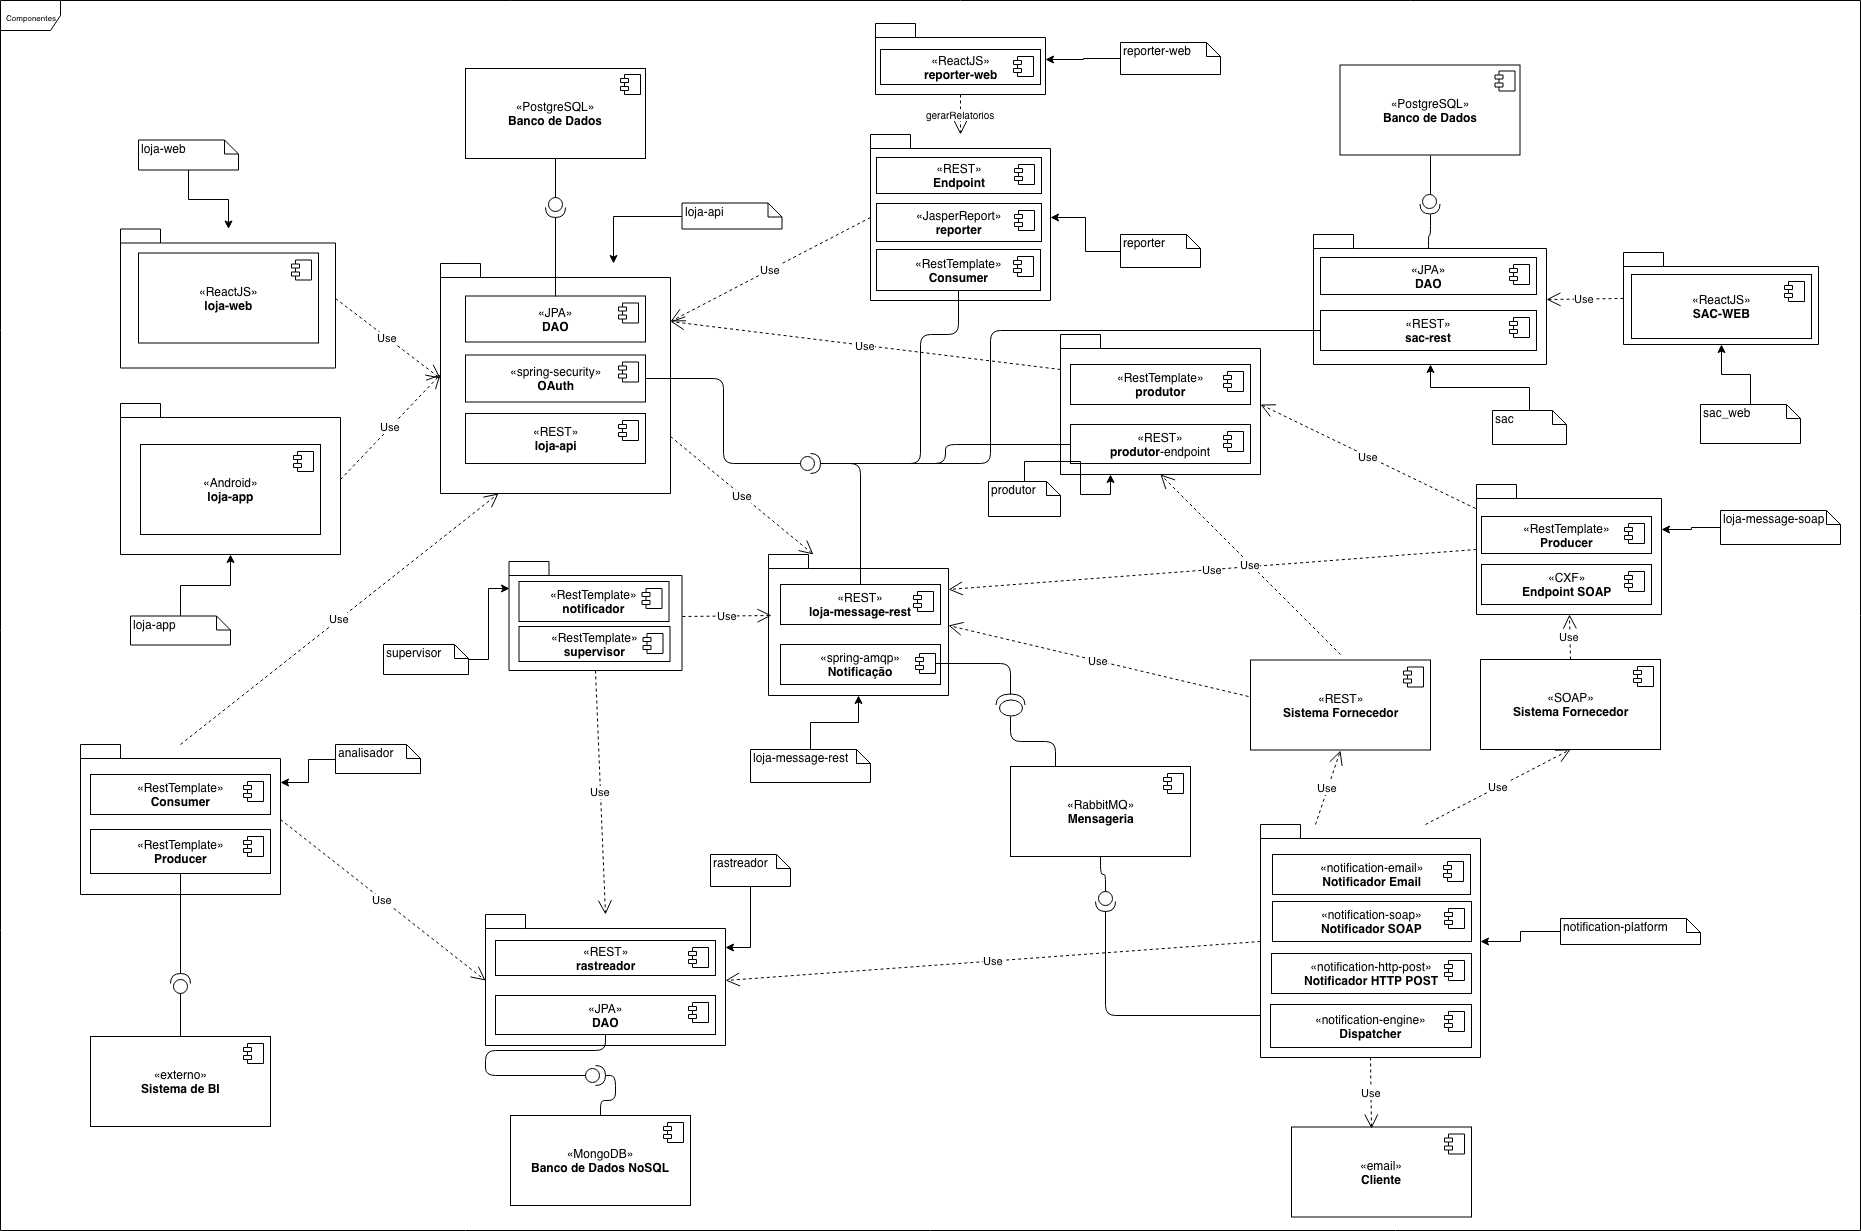 Componentes
«ReactJS»
reporter-web
reporter-web
gerarRelatorios
«PostgreSQL»
Banco de Dados
«PostgreSQL»
Banco de Dados
loja-web
«REST»
Endpoint
«JasperReport»
reporter
«RestTemplate»
Consumer
reporter
loja-api
Use
«ReactJS»
loja-web
Use
«JPA»
DAO
«spring-security»
OAuth
«REST»
loja-api
Use
«JPA»
DAO
«REST»
sac-rest
Use
«ReactJS»
SAC-WEB
sac
sac_web
«RestTemplate»
produtor
«REST»
produtor-endpoint
produtor
Use
«Android»
loja-app
Use
loja-app
Use
Use
«RestTemplate»
Producer
«CXF»
Endpoint SOAP
loja-message-soap
Use
Use
Use
«RestTemplate»
notificador
«RestTemplate»
supervisor
supervisor
Use
«REST»
loja-message-rest
«spring-amqp»
Notificação
loja-message-rest
Use
Use
«REST»
Sistema Fornecedor
«SOAP»
Sistema Fornecedor
analisador
«RestTemplate»
Consumer
«RestTemplate»
Producer
Use
Use
Use
«RabbitMQ»
Mensageria
rastreador
Use
«notification-email»
Notificador Email
«notification-soap»
Notificador SOAP
«notification-http-post»
Notificador HTTP POST
«notification-engine»
Dispatcher
notification-platform
Use
«REST»
rastreador
«JPA»
DAO
«externo»
Sistema de BI
Use
«MongoDB»
Banco de Dados NoSQL
«email»
Cliente